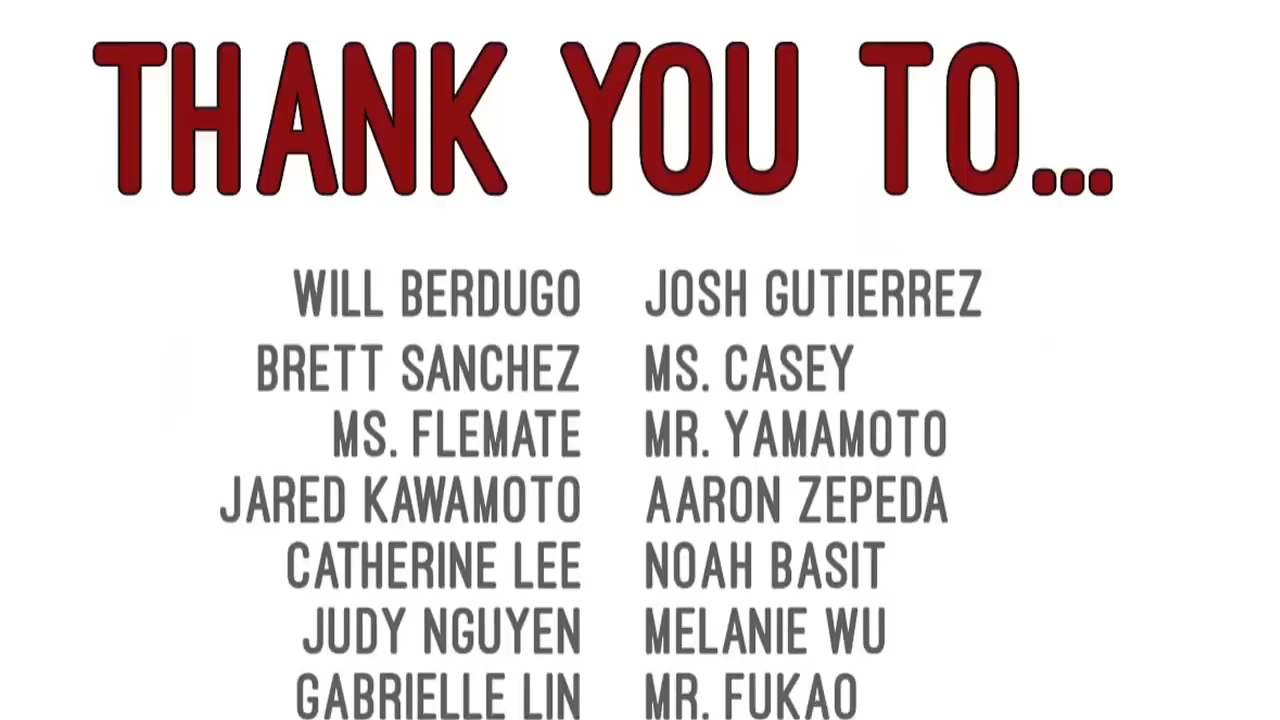 THANK YOU TO...
WILL BERDUGO JOSH GUTIERREZ
BRETT SANCHEZ MS. CASEY
MS. FLEMATE MR. YAMAMOTO
JARED KAWAMOTO AARON ZEPEDA
CATHERINE LEE NOAH BASIT
JUDY NGUYEN MELANIE WU
GABRIELLE LIN MR. FUKAO